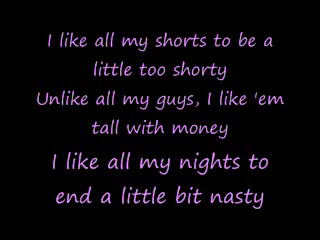 I like all my shorts to be a
little too shorty
Unlike all my guys, I like 'em
tall with money
I like all my nights to
end a little bit nasty